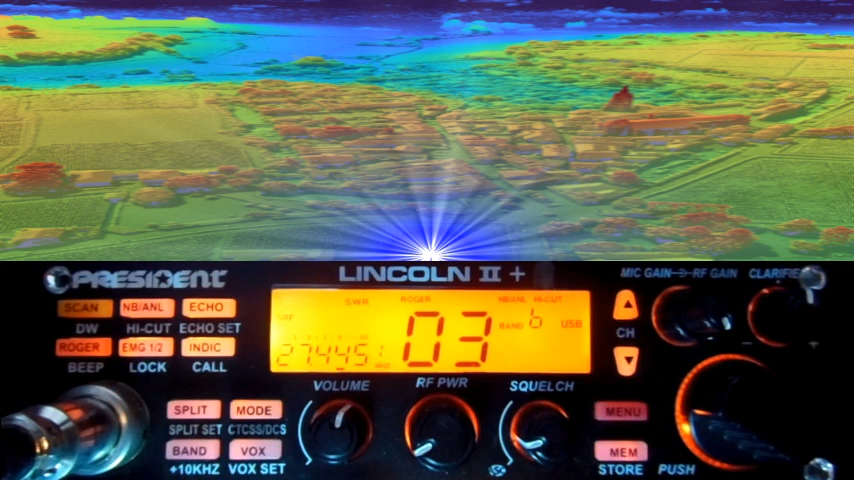 PRESIDENT
LINCOLN II +
MIC GAIN RF GAIN CLARIFIER
SCAN NB/ANL ECHO
DW HI-CUT ECHO SET
ROGER EMG 1/2 INDIC
BEEP LOCK CALL
SWR ROGER NB/ANL HI-CUT
03 BAND b USB
27.4451
CH
VOLUME RF PWR SQUELCH
SPLIT MODE
SPLIT SET CTCSS/DCS
BAND VOX
+10KHZ VOX SET
MENU
MEM
STORE PUSH
- +